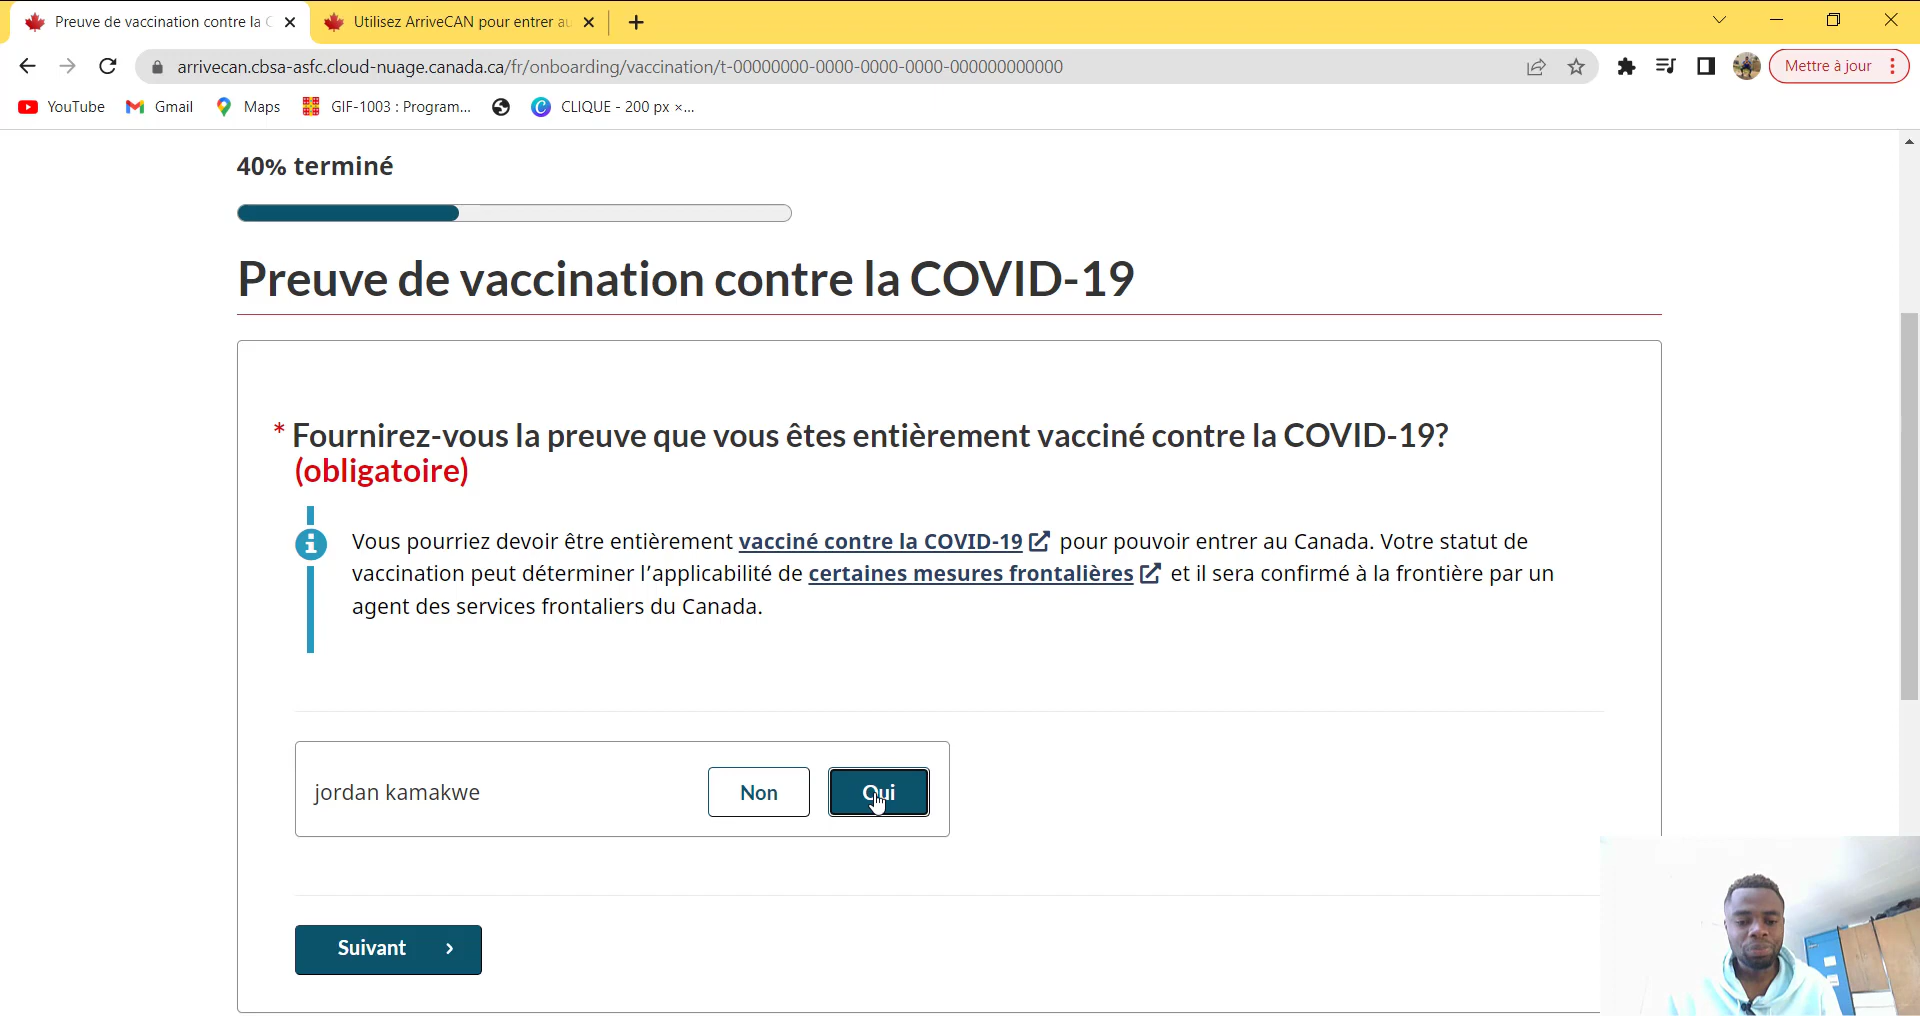 Preuve de vaccination contre la C
Utilisez ArriveCAN pour entrer au
arrivecan.cbsa-asfc.cloud-nuage.canada.ca/fr/onboarding/vaccination/t-00000000-0000-0000-0000-000000000000
Mettre à jour
YouTube
Gmail
Maps
GIF-1003 : Program...
CLIQUE - 200 px ×...
40% terminé
Preuve de vaccination contre la COVID-19
* Fournirez-vous la preuve que vous êtes entièrement vacciné contre la COVID-19?
(obligatoire)
Vous pourriez devoir être entièrement vacciné contre la COVID-19 pour pouvoir entrer au Canada. Votre statut de
vaccination peut déterminer l’applicabilité de certaines mesures frontalières et il sera confirmé à la frontière par un
agent des services frontaliers du Canada.
jordan kamakwe
Non
Oui
Suivant